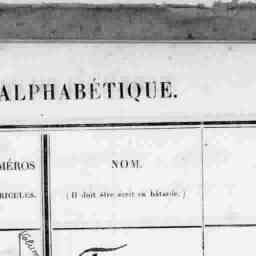 ALPHABÉTIQUE.
MÉROS
RICULES.
NOM.
(Il doit être écrit en bâtarde.)